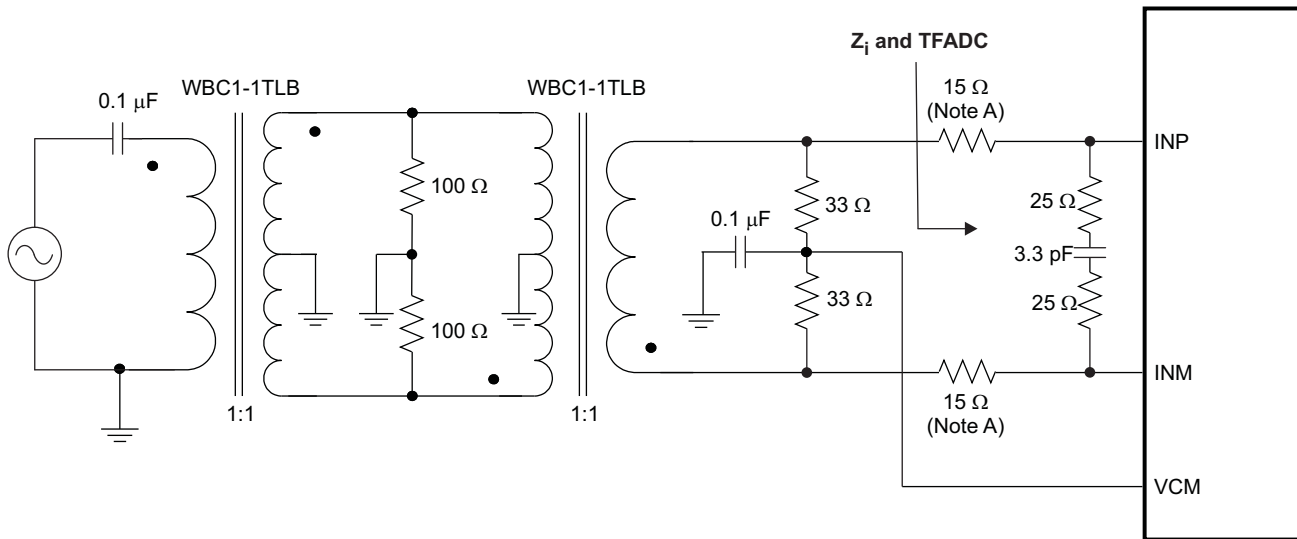 Zi and TFADC
WBC1-1TLB
WBC1-1TLB
0.1 μF
15 Ω
(Note A)
INP
100 Ω
33 Ω
25 Ω
0.1 μF
3.3 pF
33 Ω
25 Ω
100 Ω
INM
15 Ω
(Note A)
1:1
1:1
VCM